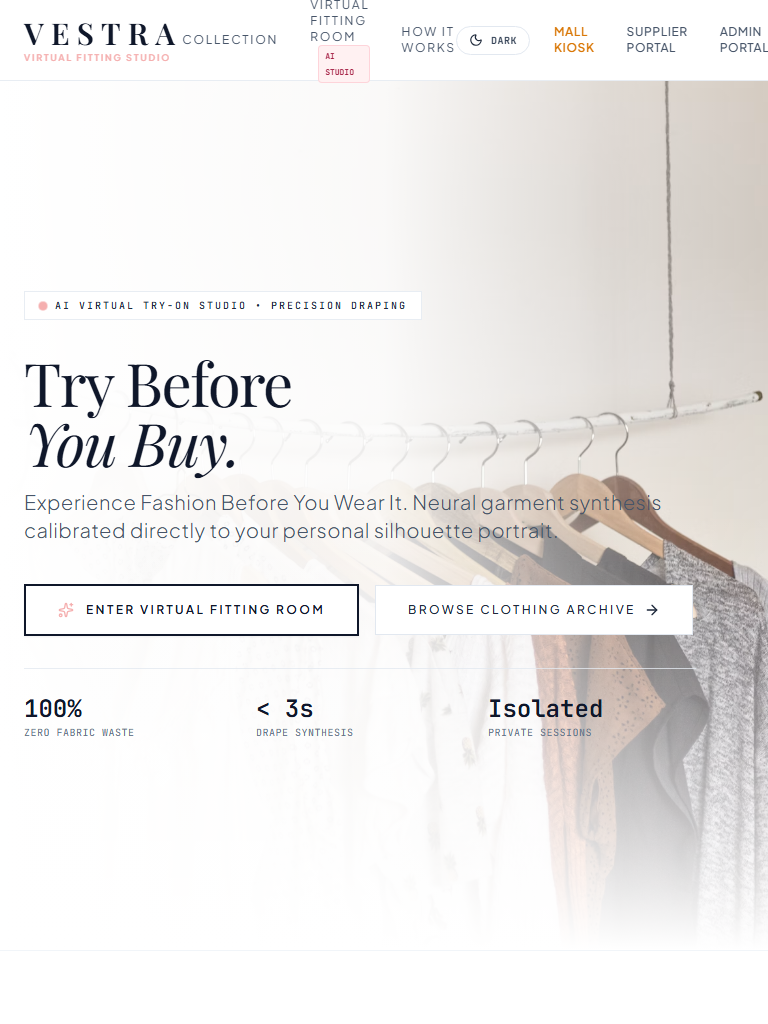 VESTRA
VIRTUAL FITTING STUDIO
COLLECTION
VIRTUAL
FITTING
ROOM
AI
STUDIO
HOW IT
WORKS
DARK
MALL
KIOSK
SUPPLIER
PORTAL
ADMIN
PORTAL
AI VIRTUAL TRY-ON STUDIO • PRECISION DRAPING
Try Before
You Buy.
Experience Fashion Before You Wear It. Neural garment synthesis
calibrated directly to your personal silhouette portrait.
ENTER VIRTUAL FITTING ROOM
BROWSE CLOTHING ARCHIVE →
100%
ZERO FABRIC WASTE
< 3s
DRAPE SYNTHESIS
Isolated
PRIVATE SESSIONS